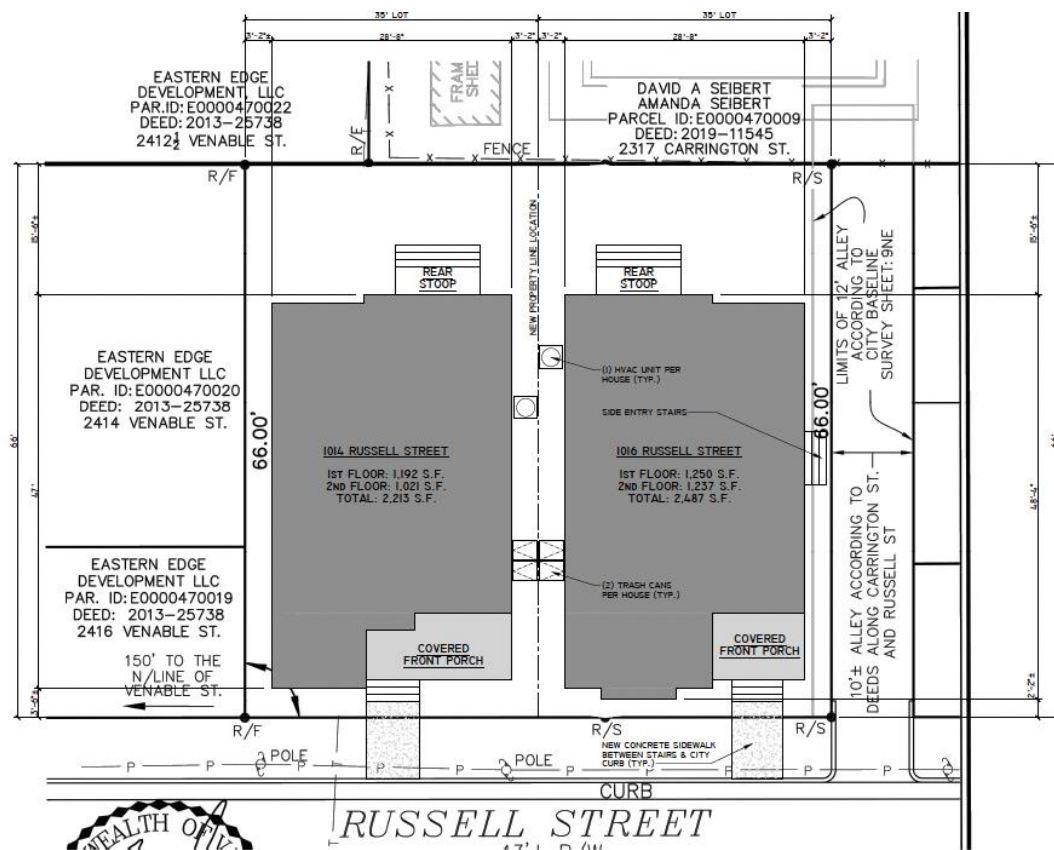 35' LOT
35' LOT
3'-2"±
28'-8"
3'-2"
3'-2"
28'-8"
3'-2"
EASTERN EDGE
DEVELOPMENT, LLC
PAR.ID: E0000470022
DEED: 2013-25738
2412½ VENABLE ST.
R/E
FRAM
SHED
DAVID A SEIBERT
AMANDA SEIBERT
PARCEL ID: E0000470009
DEED: 2019-11545
2317 CARRINGTON ST.
FENCE
R/F
R/S
15'-6"±
15'-6"±
NEW PROPERTY LINE LOCATION
REAR
STOOP
REAR
STOOP
LIMITS OF 12' ALLEY
ACCORDING TO
CITY BASELINE
SURVEY SHEET: 9NE
EASTERN EDGE
DEVELOPMENT LLC
PAR. ID: E0000470020
DEED: 2013-25738
2414 VENABLE ST.
(1) HVAC UNIT PER
HOUSE (TYP.)
SIDE ENTRY STAIRS
66'
66.00'
66.00'
66'
1014 RUSSELL STREET
1ST FLOOR: 1,192 S.F.
2ND FLOOR: 1,021 S.F.
TOTAL: 2,213 S.F.
1016 RUSSELL STREET
1ST FLOOR: 1,250 S.F.
2ND FLOOR: 1,237 S.F.
TOTAL: 2,487 S.F.
47'
48'-4"
10'± ALLEY ACCORDING TO
DEEDS ALONG CARRINGTON ST.
AND RUSSELL ST
EASTERN EDGE
DEVELOPMENT LLC
PAR. ID: E0000470019
DEED: 2013-25738
2416 VENABLE ST.
(2) TRASH CANS
PER HOUSE (TYP.)
150' TO THE
N/LINE OF
VENABLE ST.
COVERED
FRONT PORCH
COVERED
FRONT PORCH
3'-6"±
2'-2"±
R/F
R/S
R/S
NEW CONCRETE SIDEWALK
BETWEEN STAIRS & CITY
CURB (TYP.)
P P POLE P P POLE P P P P
CURB
RUSSELL STREET
WEALTH OF V
47'± R/W